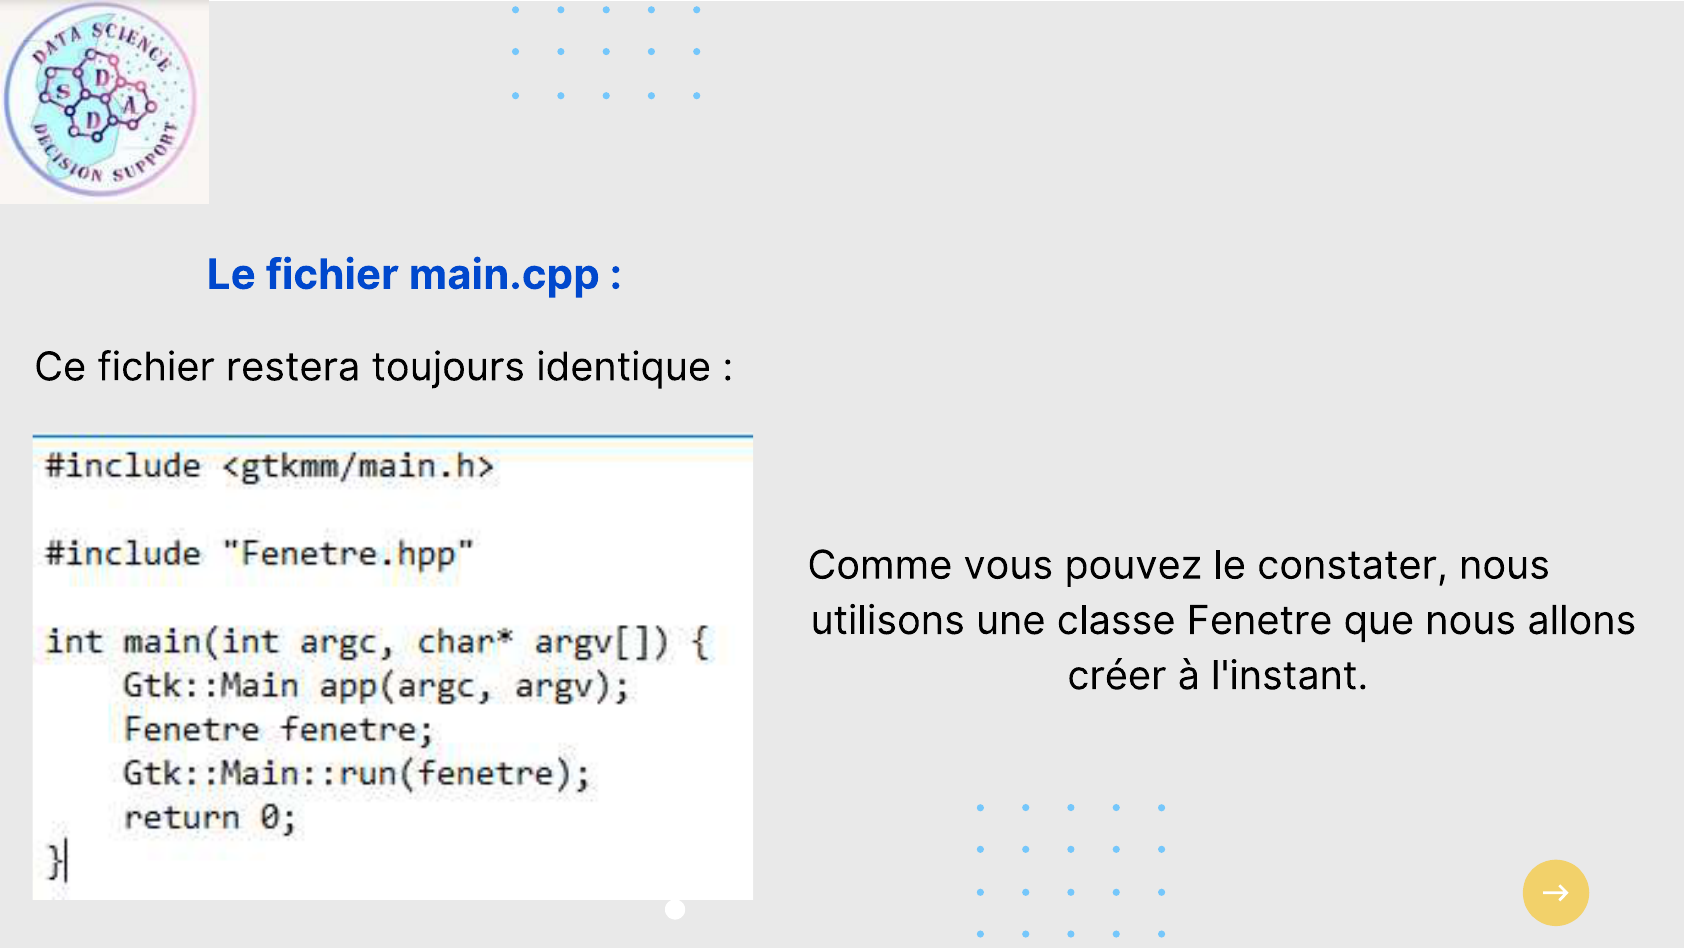 DATA SCIENCE
S D D A
DECISION SUPPORT
Le fichier main.cpp :
Ce fichier restera toujours identique :
#include <gtkmm/main.h>
#include "Fenetre.hpp"
int main(int argc, char* argv[]) {
    Gtk::Main app(argc, argv);
    Fenetre fenetre;
    Gtk::Main::run(fenetre);
    return 0;
}
Comme vous pouvez le constater, nous
utilisons une classe Fenetre que nous allons
créer à l'instant.